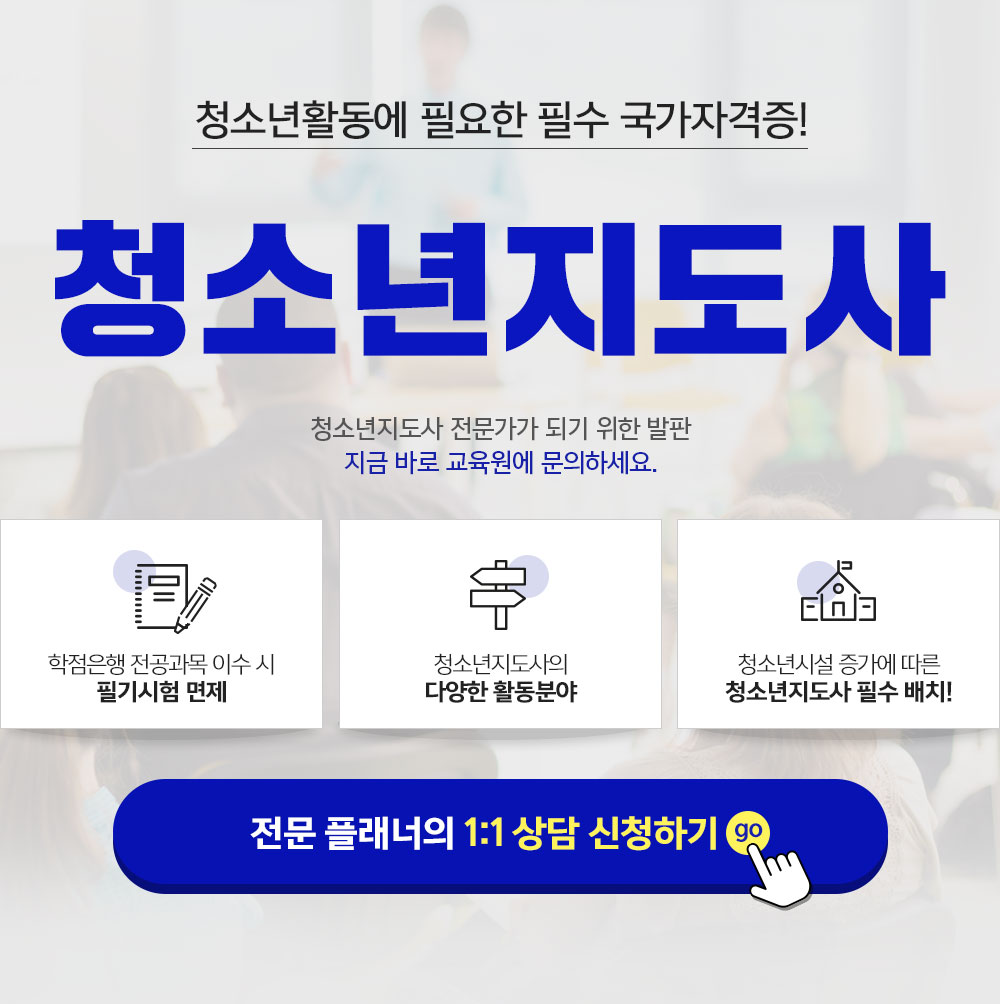 청소년활동에 필요한 필수 국가자격증!
청소년지도사
청소년지도사 전문가가 되기 위한 발판
지금 바로 교육원에 문의하세요.
학점은행 전공과목 이수 시
필기시험 면제
청소년지도사의
다양한 활동분야
청소년시설 증가에 따른
청소년지도사 필수 배치!
전문 플래너의 1:1 상담 신청하기 go